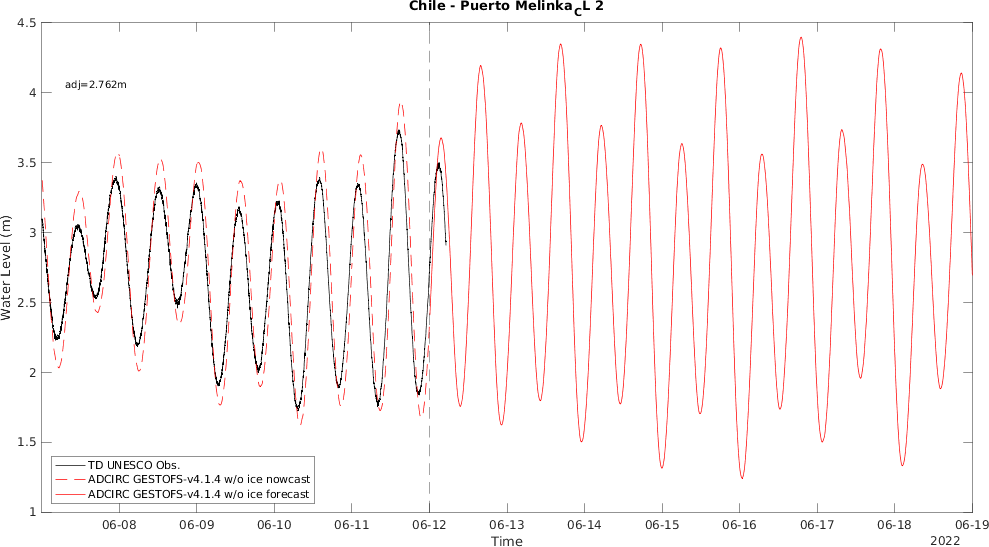 Chile - Puerto MelinkaCL 2
4.5
4
3.5
3
2.5
2
1.5
1
Water Level (m)
adj=2.762m
TD UNESCO Obs.
ADCIRC GESTOFS-v4.1.4 w/o ice nowcast
ADCIRC GESTOFS-v4.1.4 w/o ice forecast
06-08 06-09 06-10 06-11 06-12 06-13 06-14 06-15 06-16 06-17 06-18 06-19
Time
2022